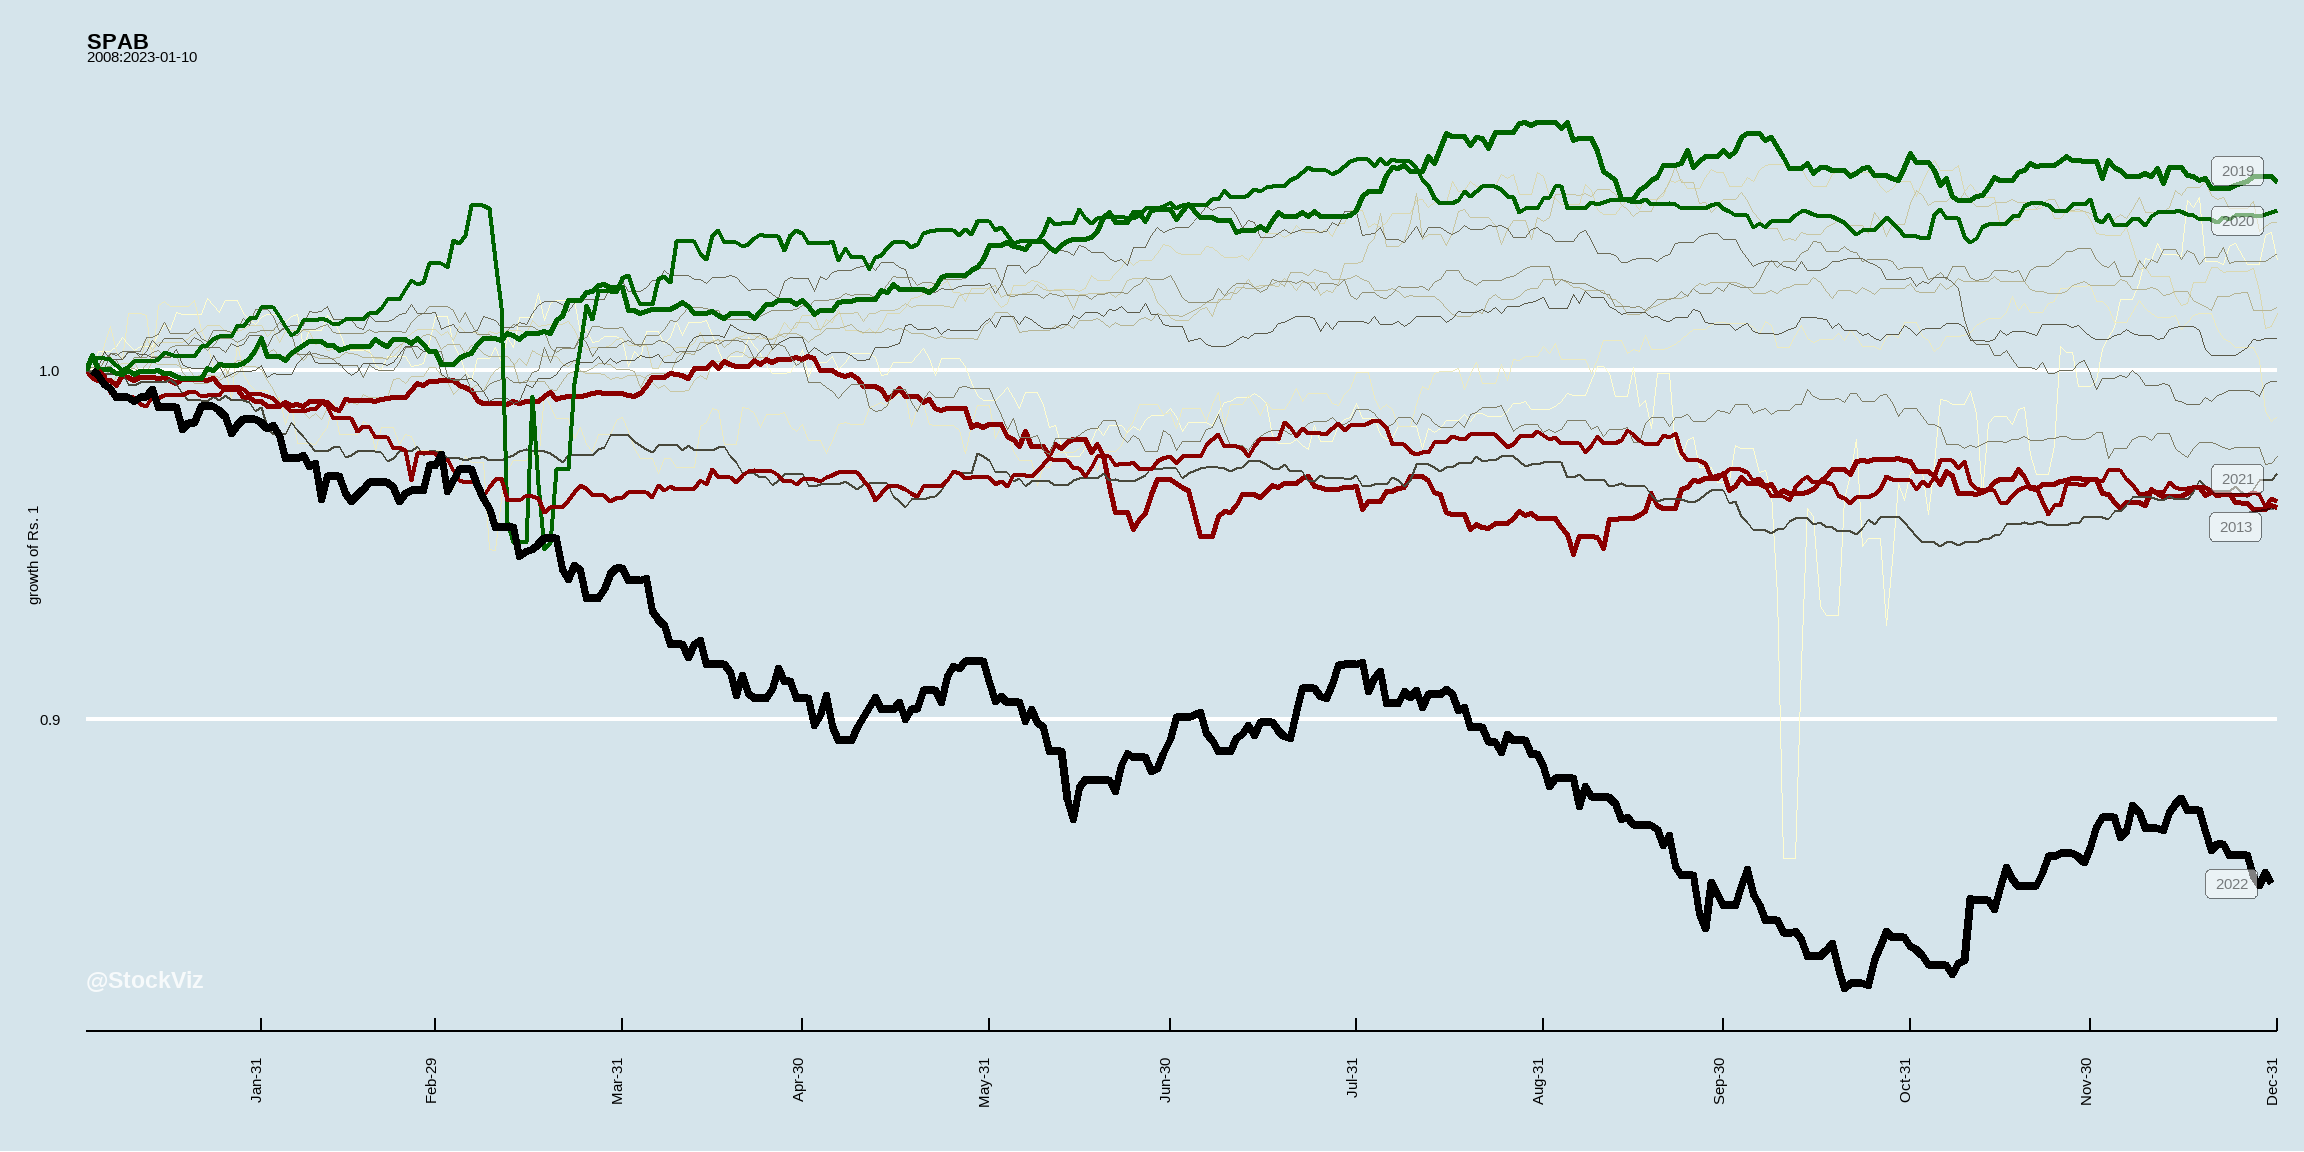 SPAB
2008:2023-01-10
2019
2020
1.0
2021
growth of Rs. 1
2013
0.9
2022
@StockViz
Jan-31
Feb-29
Mar-31
Apr-30
May-31
Jun-30
Jul-31
Aug-31
Sep-30
Oct-31
Nov-30
Dec-31